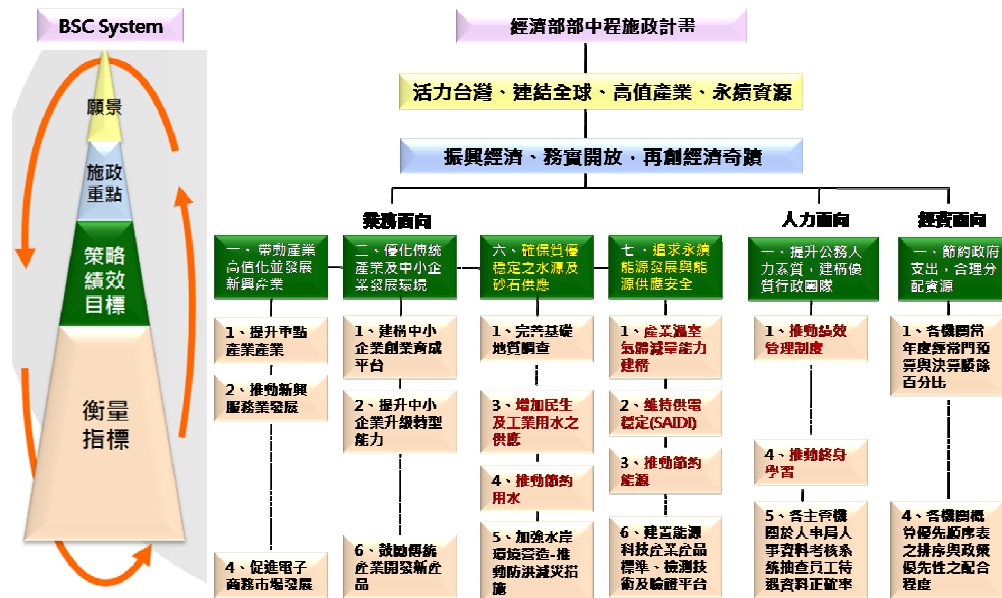 BSC System
願景
施政
重點
策略
績效
目標
衡量
指標
經濟部部中程施政計畫
活力台灣、連結全球、高值產業、永續資源
振興經濟、務實開放，再創經濟奇蹟
業務面向
人力面向
經費面向
一、帶動產業
高值化並發展
新興產業
1、提升重點
產業產業
2、推動新興
服務業發展
4、促進電子
商務市場發展
二、優化傳統
產業及中小企
業發展環境
1、建構中小
企業創業育成
平台
2、提升中小
企業升級轉型
能力
6、鼓勵傳統
產業開發新產
品
六、確保質優
穩定之水源及
砂石供應
1、完善基礎
地質調查
3、增加民生
及工業用水之
供應
4、推動節約
用水
5、加強水岸
環境營造-推
動防洪減災措
施
七、追求永續
能源發展與能
源供應安全
1、產業溫室
氣體減量能力
建構
2、維持供電
穩定(SAIDI)
3、推動節約
能源
6、建置能源
科技產業產品
標準、檢測技
術及驗證平台
一、提升公務人
力素質，建構優
質行政團隊
1、推動績效
管理制度
4、推動終身
學習
5、各主管機
關於人事局人
事資料考核系
統抽查員工待
遇資料正確率
一、節約政府
支出，合理分
配資源
1、各機關當
年度經常門預
算與決算賸餘
百分比
4、各機關概
算優先順序表
之排序與政策
優先性之配合
程度